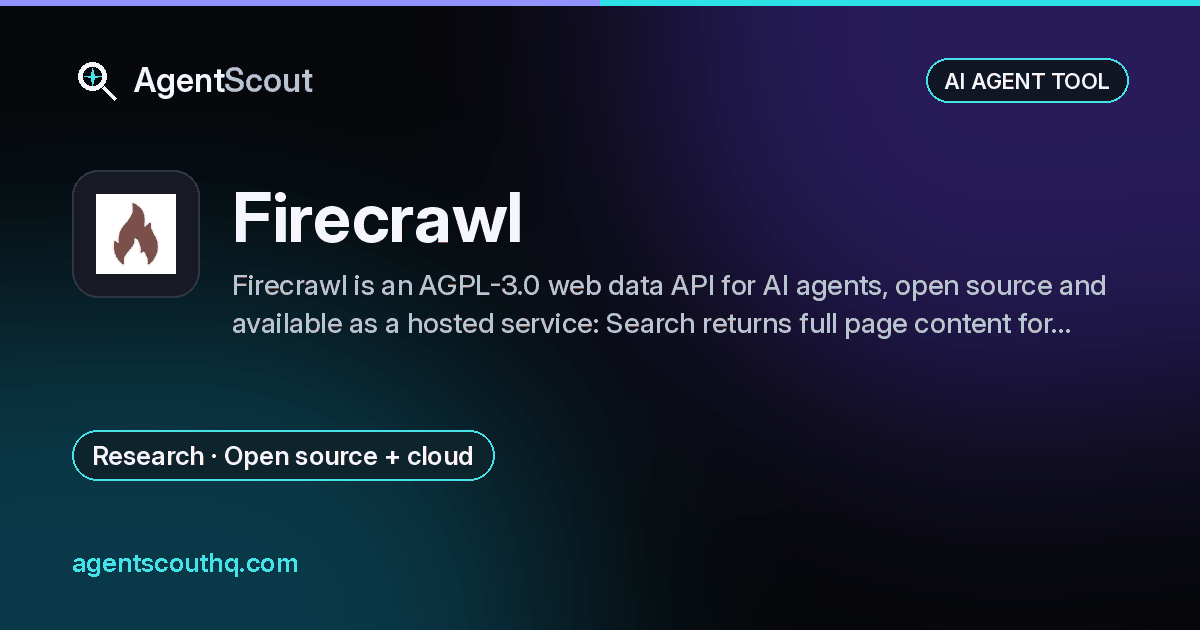 AgentScout
AI AGENT TOOL
Firecrawl
Firecrawl is an AGPL-3.0 web data API for AI agents, open source and
available as a hosted service: Search returns full page content for...
Research · Open source + cloud
agentscouthq.com